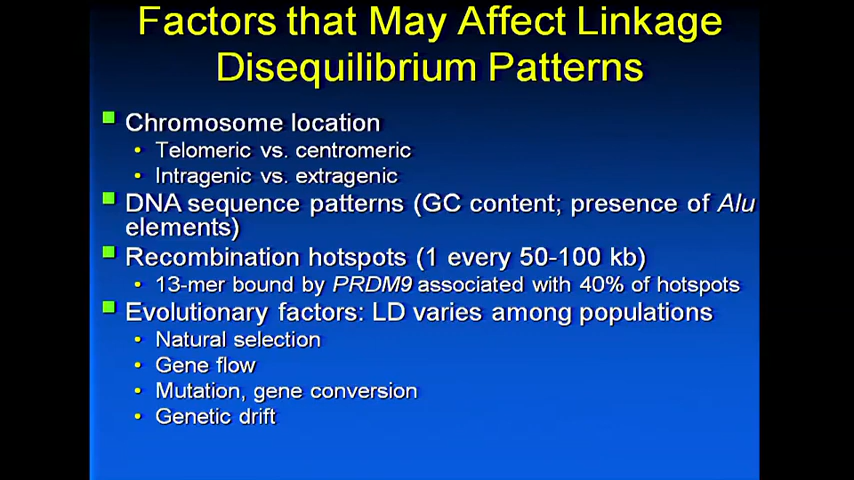 Factors that May Affect Linkage
Disequilibrium Patterns
Chromosome location
Telomeric vs. centromeric
Intragenic vs. extragenic
DNA sequence patterns (GC content; presence of Alu
elements)
Recombination hotspots (1 every 50-100 kb)
13-mer bound by PRDM9 associated with 40% of hotspots
Evolutionary factors: LD varies among populations
Natural selection
Gene flow
Mutation, gene conversion
Genetic drift